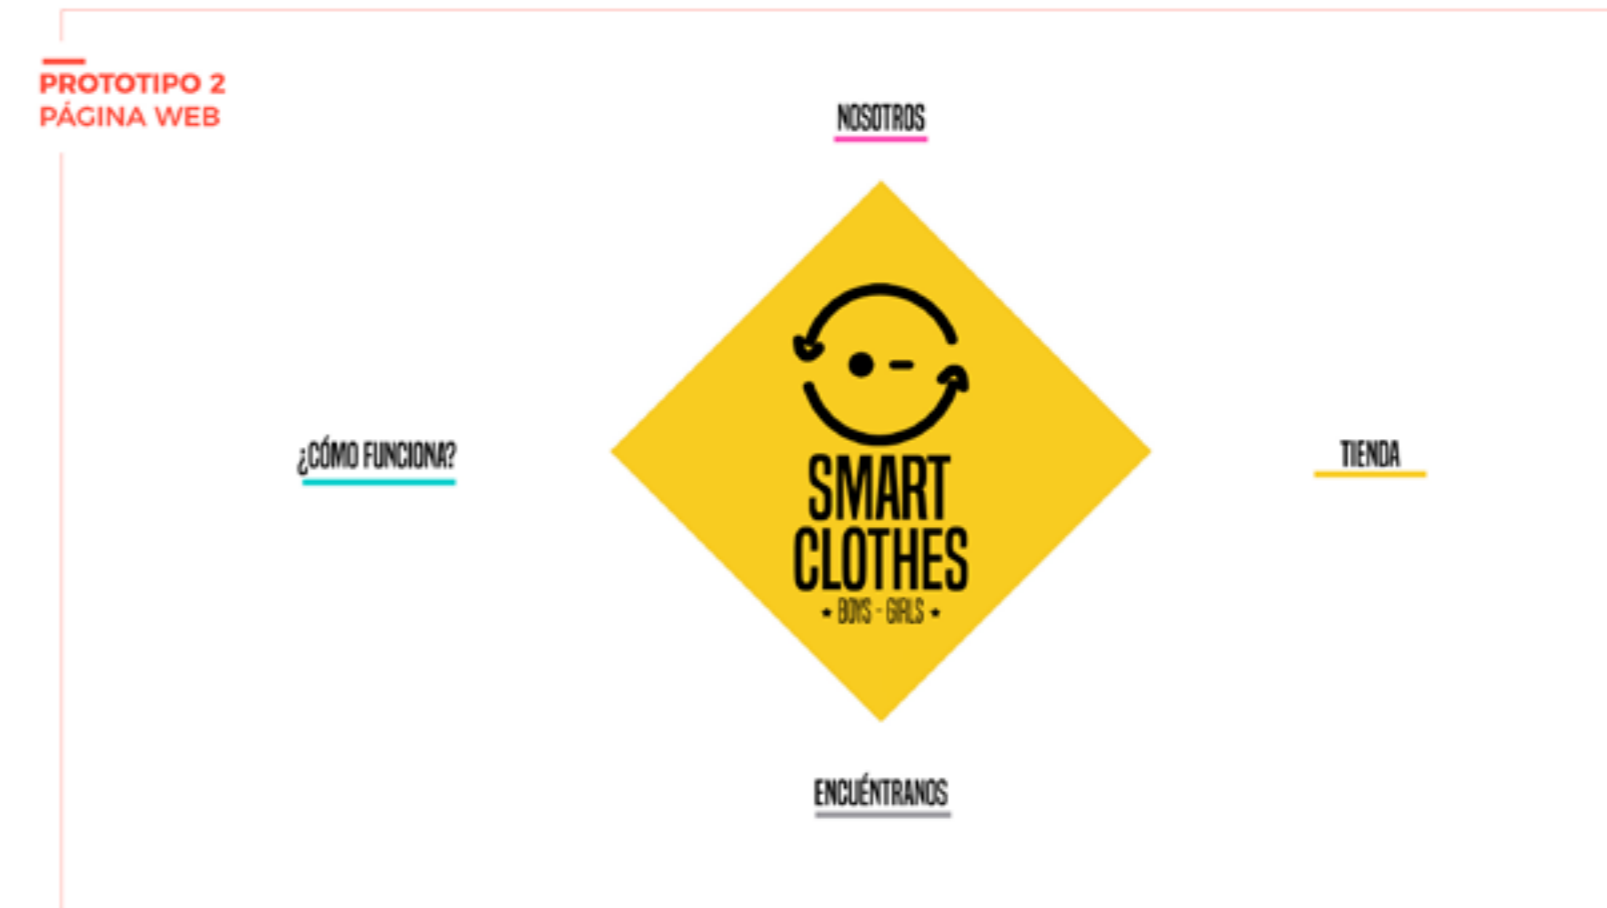 PROTOTIPO 2
PÁGINA WEB
NOSOTROS
¿CÓMO FUNCIONA?
SMART
CLOTHES
★ BOYS - GIRLS ★
TIENDA
ENCUÉNTRANOS